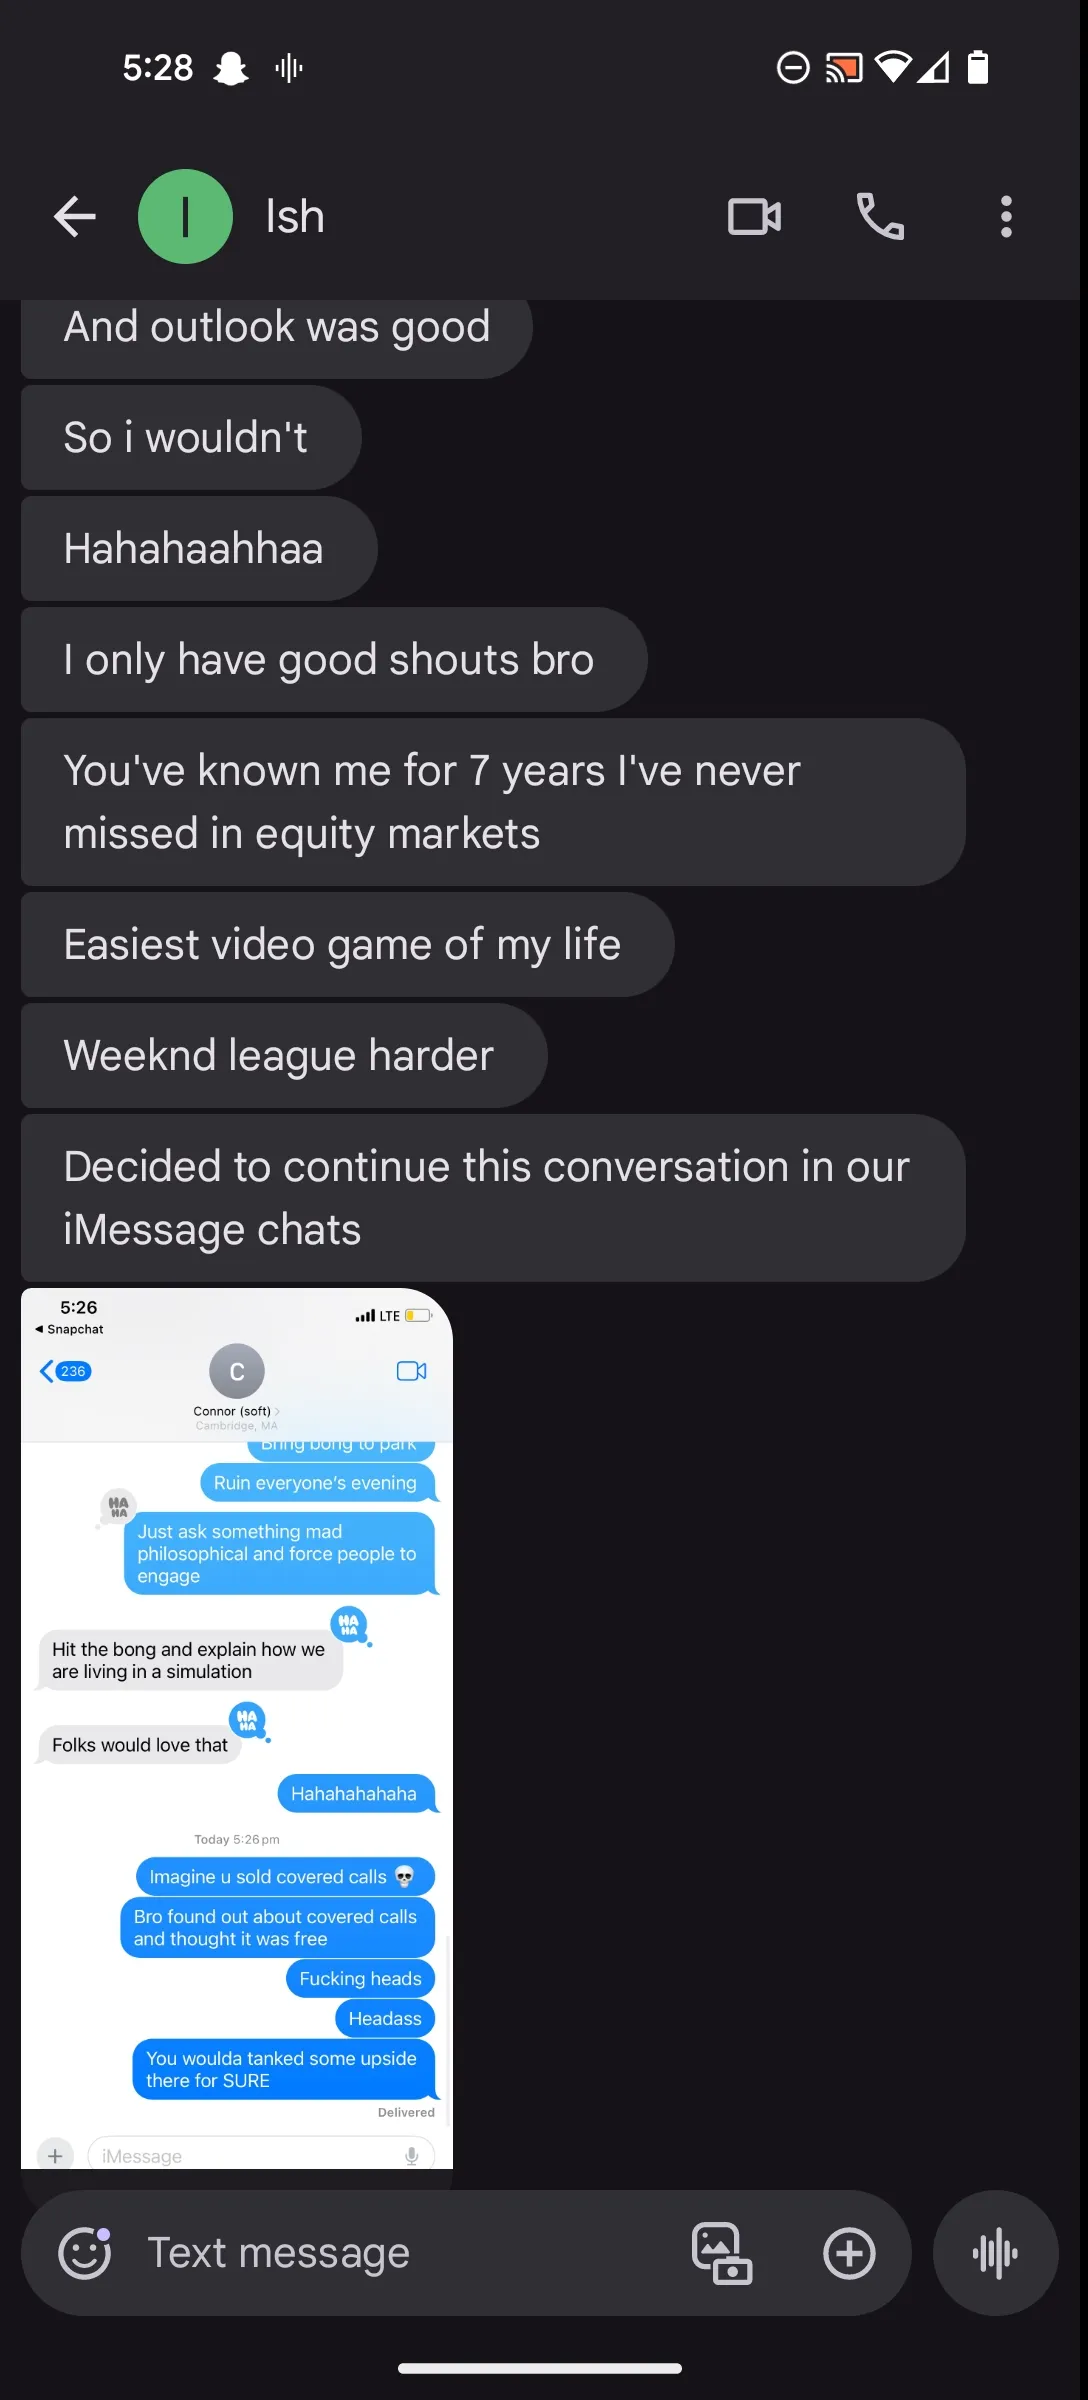 5:28
I
Ish
And outlook was good
So i wouldn't
Hahahaahhaa
I only have good shouts bro
You've known me for 7 years I've never
missed in equity markets
Easiest video game of my life
Weeknd league harder
Decided to continue this conversation in our
iMessage chats
5:26
LTE
◀ Snapchat
236
C
Connor (soft) >
Cambridge, MA
Bring bong to park
Ruin everyone's evening
HA
HA
Just ask something mad
philosophical and force people to
engage
HA
HA
Hit the bong and explain how we
are living in a simulation
HA
HA
Folks would love that
Hahahahahaha
Today 5:26 pm
Imagine u sold covered calls 💀
Bro found out about covered calls
and thought it was free
Fucking heads
Headass
You woulda tanked some upside
there for SURE
Delivered
iMessage
Text message